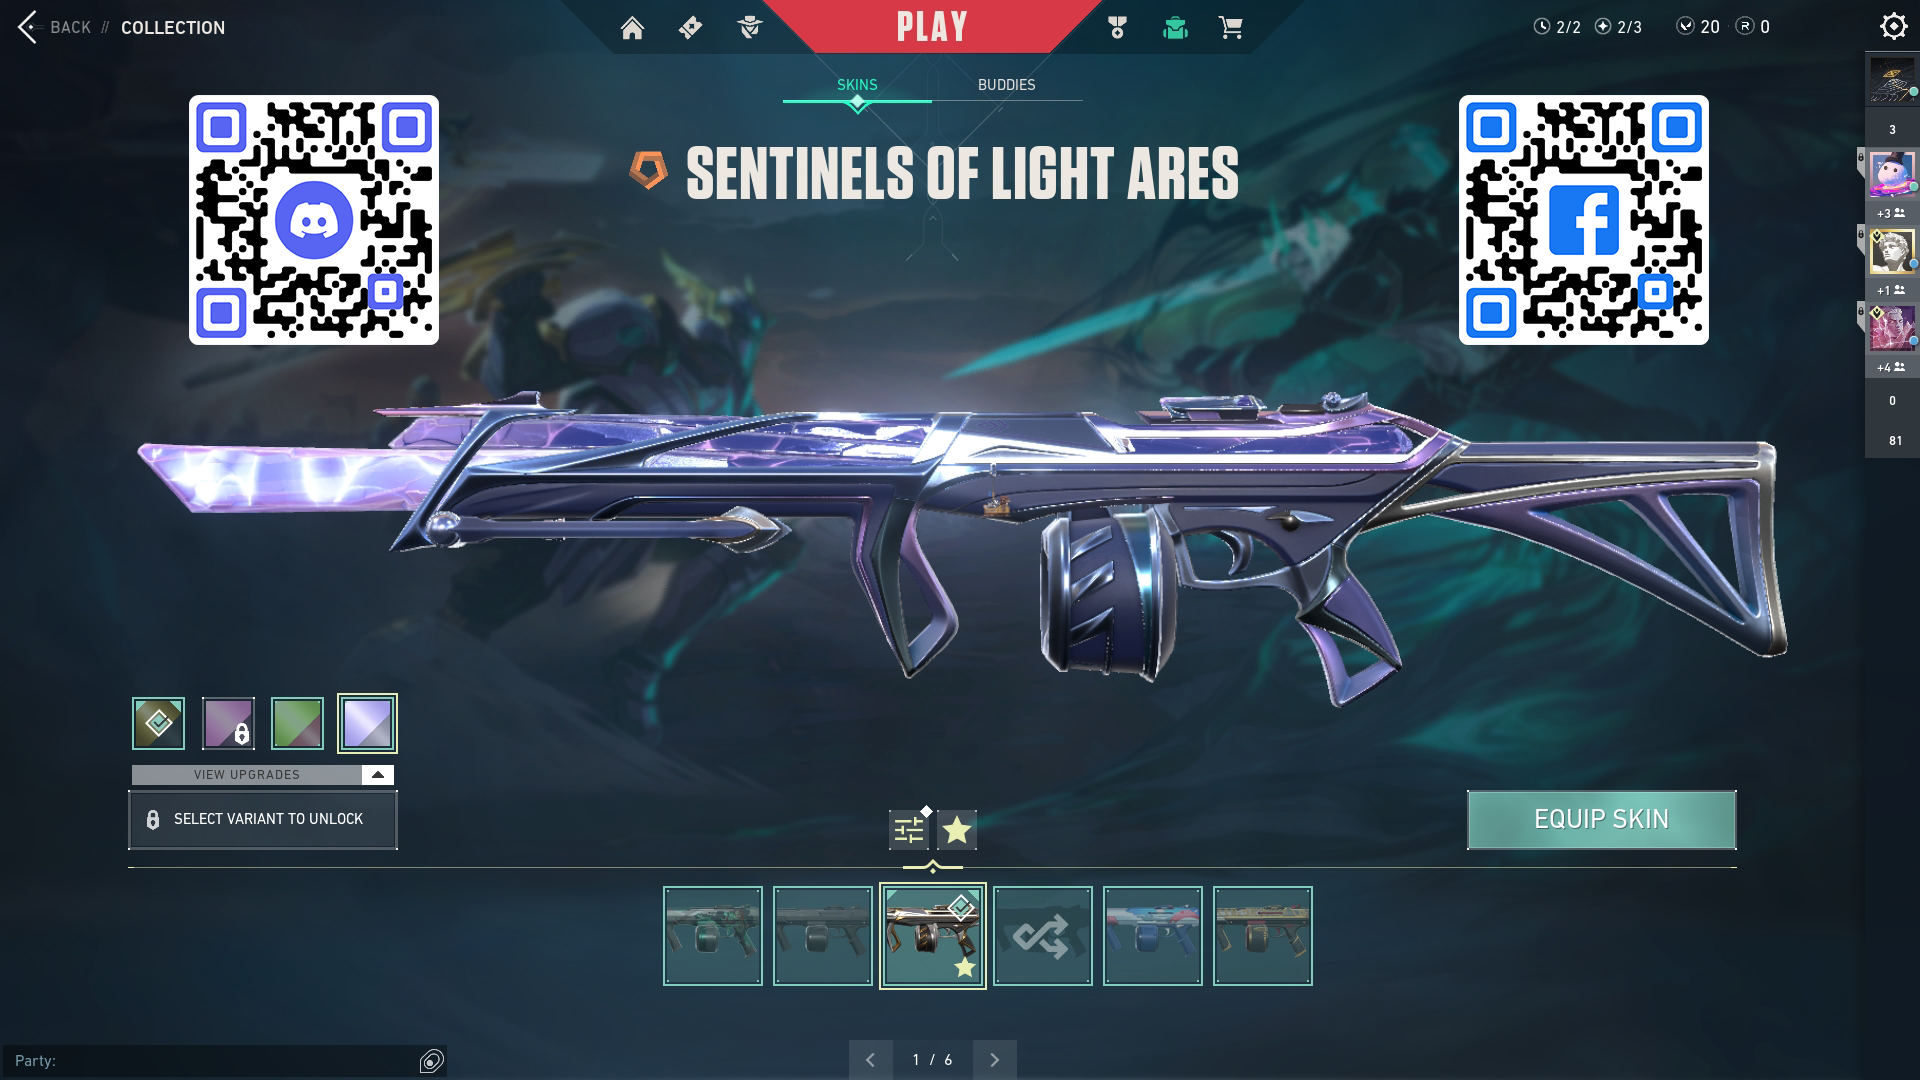 BACK // COLLECTION
PLAY
2/2
2/3
20
0
SKINS
BUDDIES
SENTINELS OF LIGHT ARES
3
+3
+1
+4
0
81
VIEW UPGRADES
SELECT VARIANT TO UNLOCK
EQUIP SKIN
Party:
1 / 6